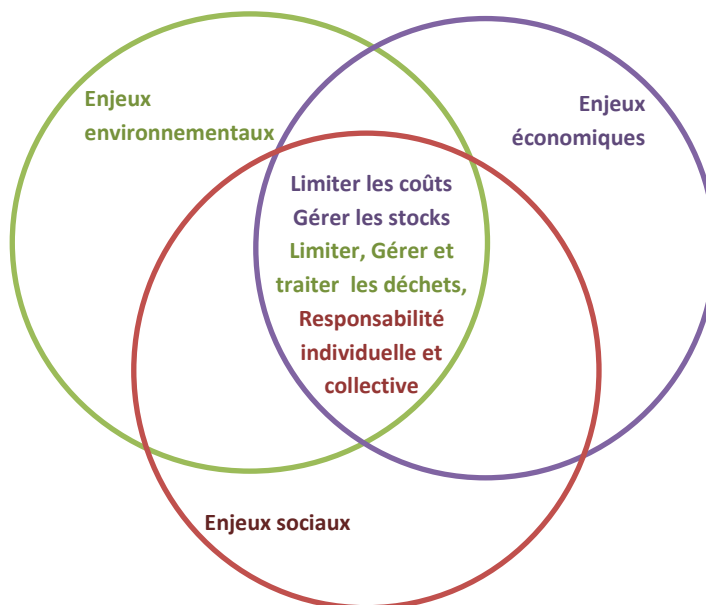 Enjeux
environnementaux
Enjeux
économiques
Limiter les coûts
Gérer les stocks
Limiter, Gérer et
traiter  les déchets,
Responsabilité
individuelle et
collective
Enjeux sociaux